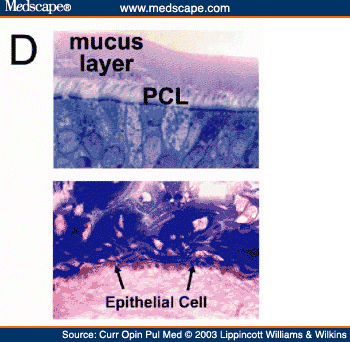 Medscape® www.medscape.com
D
mucus
layer
PCL
Epithelial Cell
Source: Curr Opin Pul Med © 2003 Lippincott Williams & Wilkins